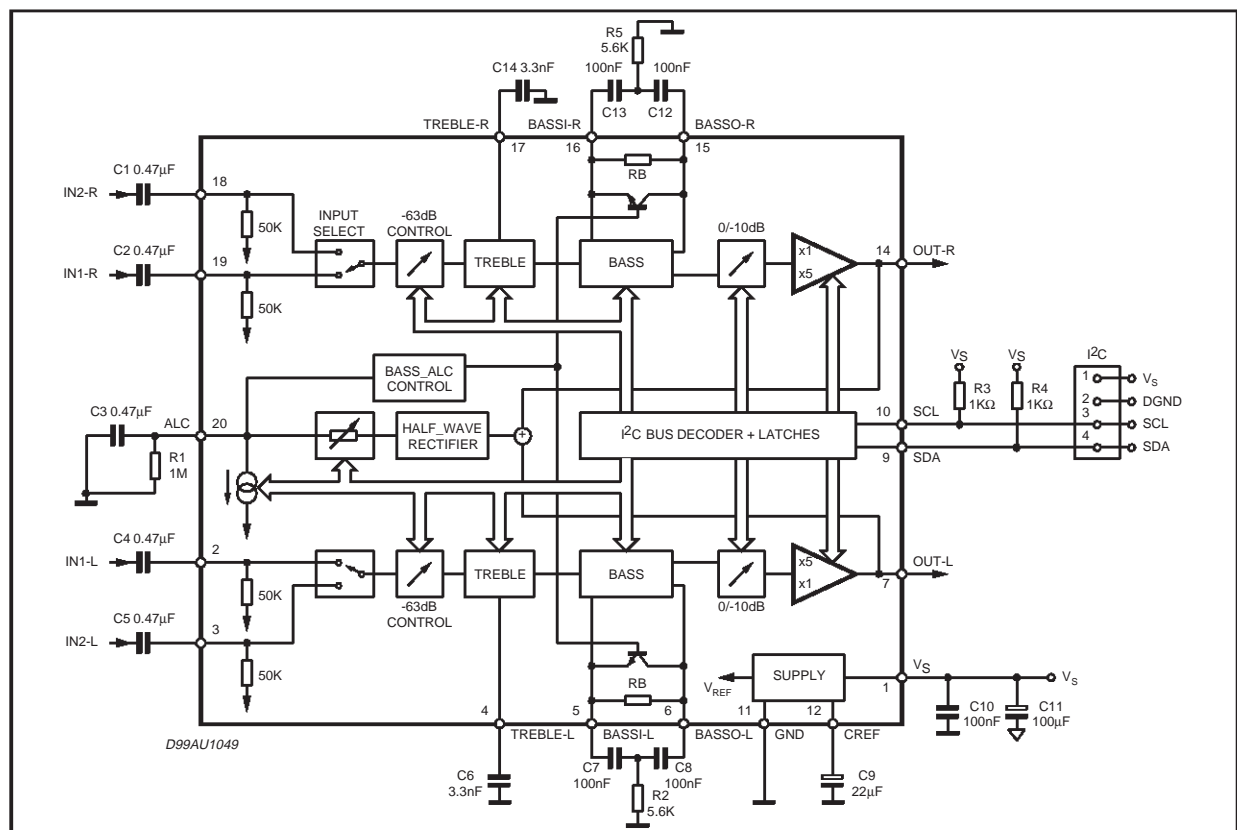 R5
5.6K
C14 3.3nF
100nF
100nF
C13
C12
TREBLE-R
BASSI-R
BASSO-R
17
16
15
RB
C1 0.47µF
IN2-R
18
50K
INPUT
SELECT
-63dB
CONTROL
0/-10dB
C2 0.47µF
IN1-R
19
50K
TREBLE
BASS
x1
x5
14
OUT-R
BASS_ALC
CONTROL
C3 0.47µF
ALC
20
R1
1M
HALF_WAVE
RECTIFIER
+
I²C BUS DECODER + LATCHES
10
SCL
9
SDA
VS
R3
1KΩ
VS
R4
1KΩ
I²C
1
VS
2
DGND
3
SCL
4
SDA
C4 0.47µF
IN1-L
2
50K
C5 0.47µF
IN2-L
3
50K
-63dB
CONTROL
TREBLE
BASS
0/-10dB
x5
x1
7
OUT-L
RB
VREF
SUPPLY
1
VS
VS
C10
100nF
C11
100µF
4
5
6
11
12
TREBLE-L
BASSI-L
BASSO-L
GND
CREF
D99AU1049
C6
3.3nF
C7
100nF
C8
100nF
R2
5.6K
C9
22µF